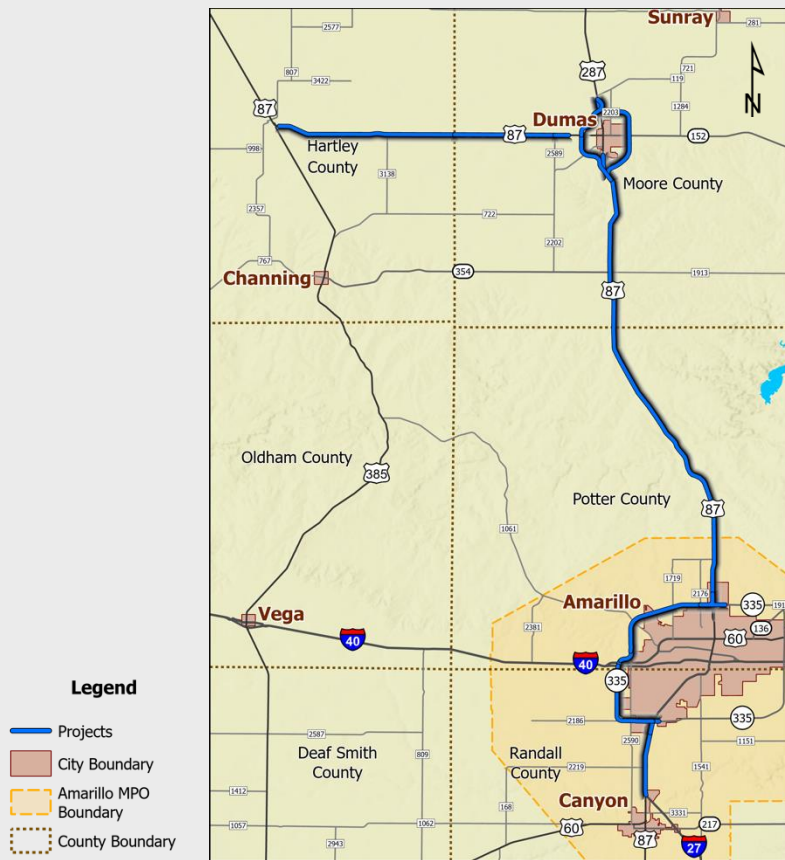 Sunray
281
2577
807
3422
287
119
721
1284
2203
87
Dumas
87
152
998
Hartley
County
2589
3138
Moore County
2357
722
2202
767
Channing
354
1913
87
Oldham County
385
Potter County
87
1061
1719
2176
Amarillo
335
191
136
60
Vega
2381
40
40
335
335
2186
2587
Deaf Smith
County
809
2590
1151
Randall
County
2219
1541
1412
168
Canyon
3331
1057
1062
60
217
2943
87
27
N
Legend
Projects
City Boundary
Amarillo MPO
Boundary
County Boundary